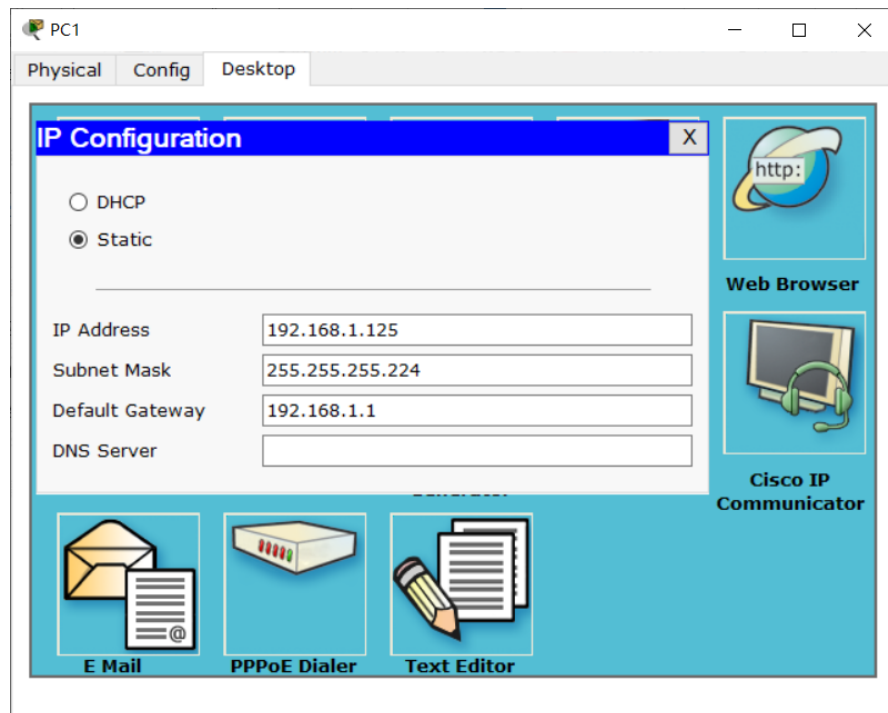 PC1
Physical Config Desktop
IP Configuration X
DHCP
Static
IP Address 192.168.1.125
Subnet Mask 255.255.255.224
Default Gateway 192.168.1.1
DNS Server
http:
Web Browser
Cisco IP
Communicator
@
E Mail PPPoE Dialer Text Editor